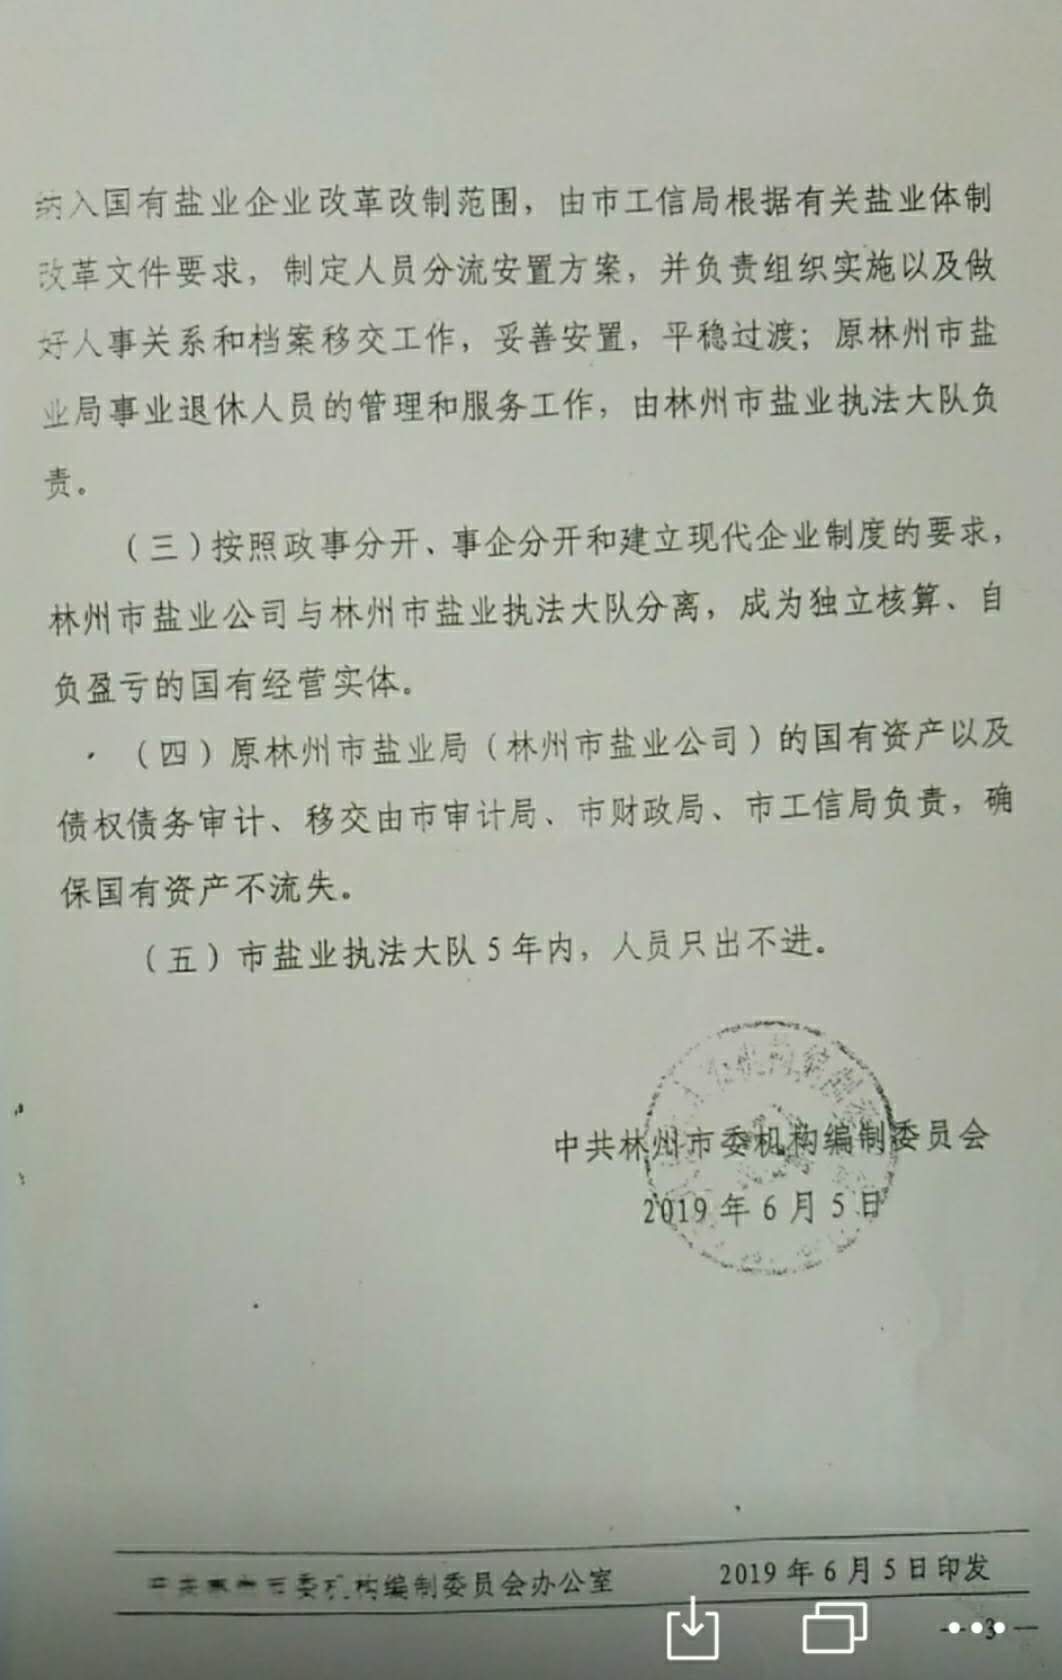 纳入国有盐业企业改革改制范围，由市工信局根据有关盐业体制
改革文件要求，制定人员分流安置方案，并负责组织实施以及做
好人事关系和档案移交工作，妥善安置，平稳过渡；原林州市盐
业局事业退休人员的管理和服务工作，由林州市盐业执法大队负
责。
（三）按照政事分开、事企分开和建立现代企业制度的要求，
林州市盐业公司与林州市盐业执法大队分离，成为独立核算、自
负盈亏的国有经营实体。
（四）原林州市盐业局（林州市盐业公司）的国有资产以及
债权债务审计、移交由市审计局、市财政局、市工信局负责，确
保国有资产不流失。
（五）市盐业执法大队5年内，人员只出不进。
中共林州市委机构编制委员会
2019年6月5日
委机构编制委员会办公室 2019年6月5日印发
3